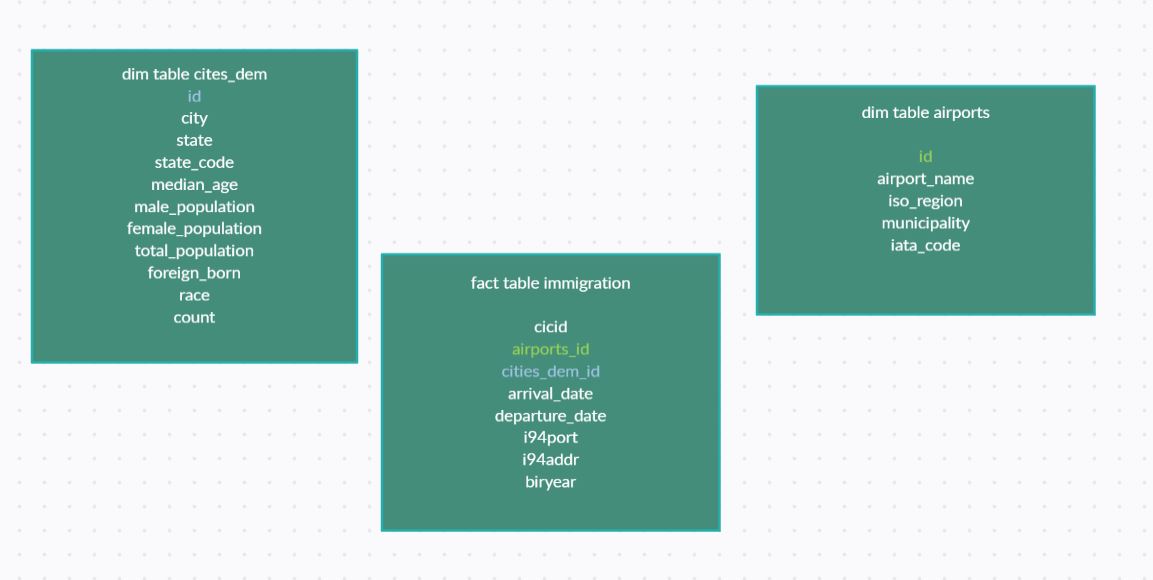 dim table cites_dem
id
city
state
state_code
median_age
male_population
female_population
total_population
foreign_born
race
count
fact table immigration
cicid
airports_id
cities_dem_id
arrival_date
departure_date
i94port
i94addr
biryear
dim table airports
id
airport_name
iso_region
municipality
iata_code